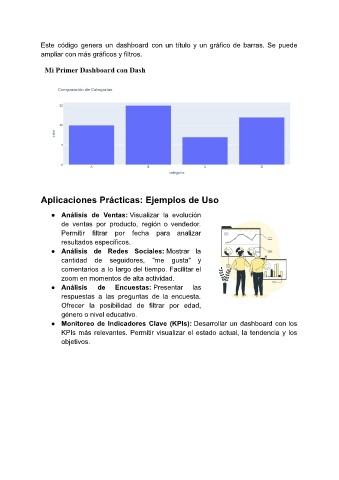 Este código genera un dashboard con un título y un gráfico de barras. Se puede
ampliar con más gráficos y filtros.
Mi Primer Dashboard con Dash
Comparación de Categorías
A B C D
Aplicaciones Prácticas: Ejemplos de Uso
● Análisis de Ventas: Visualizar la evolución
de ventas por producto, región o vendedor.
Permitir filtrar por fecha para analizar
resultados específicos.
● Análisis de Redes Sociales: Mostrar la
cantidad de seguidores, "me gusta" y
comentarios a lo largo del tiempo. Facilitar el
zoom en momentos de alta actividad.
● Análisis de Encuestas: Presentar las
respuestas a las preguntas de la encuesta.
Ofrecer la posibilidad de filtrar por edad,
género o nivel educativo.
● Monitoreo de Indicadores Clave (KPIs): Desarrollar un dashboard con los
KPIs más relevantes. Permitir visualizar el estado actual, la tendencia y los
objetivos.